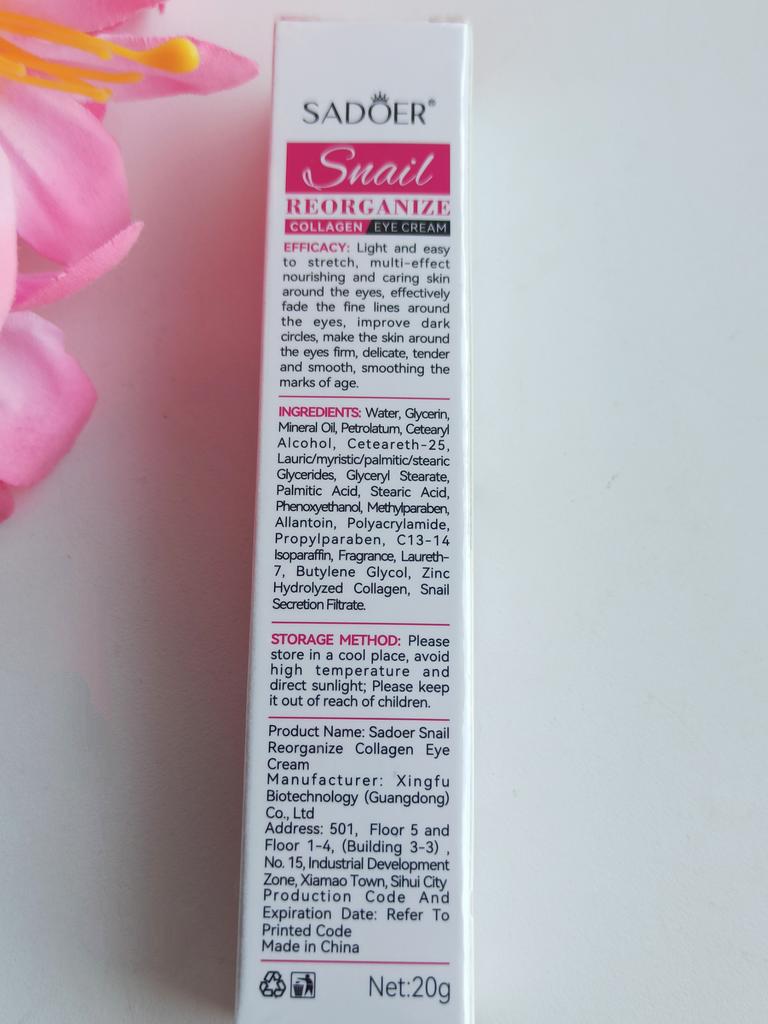 SADOER®
Snail
REORGANIZE
COLLAGEN EYE CREAM
EFFICACY: Light and easy
to stretch, multi-effect
nourishing and caring skin
around the eyes, effectively
fade the fine lines around
the eyes, improve dark
circles, make the skin around
the eyes firm, delicate, tender
and smooth, smoothing the
marks of age.
INGREDIENTS: Water, Glycerin,
Mineral Oil, Petrolatum, Cetearyl
Alcohol, Ceteareth-25,
Lauric/myristic/palmitic/stearic
Glycerides, Glyceryl Stearate,
Palmitic Acid, Stearic Acid,
Phenoxyethanol, Methylparaben,
Allantoin, Polyacrylamide,
Propylparaben, C13-14
Isoparaffin, Fragrance, Laureth-
7, Butylene Glycol, Zinc
Hydrolyzed Collagen, Snail
Secretion Filtrate.
STORAGE METHOD: Please
store in a cool place, avoid
high temperature and
direct sunlight; Please keep
it out of reach of children.
Product Name: Sadoer Snail
Reorganize Collagen Eye
Cream
Manufacturer: Xingfu
Biotechnology (Guangdong)
Co., Ltd
Address: 501, Floor 5 and
Floor 1-4, (Building 3-3) ,
No. 15, Industrial Development
Zone, Xiamao Town, Sihui City
Production Code And
Expiration Date: Refer To
Printed Code
Made in China
Net:20g